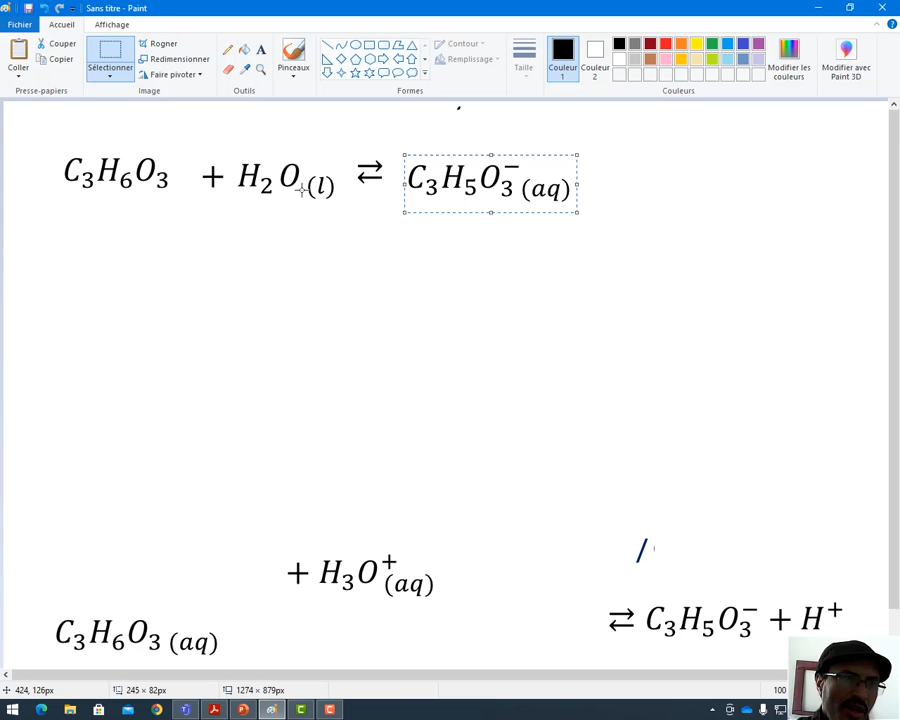 Sans titre - Paint
Fichier Accueil Affichage
Coller
Couper
Copier
Presse-papiers
Sélectionner
Rogner
Redimensionner
Faire pivoter
Image
A
Outils
Pinceaux
Contour
Remplissage
Formes
Taille
Couleur 1
Couleur 2
Modifier les couleurs
Couleurs
Modifier avec Paint 3D
C₃H₆O₃ + H₂O₍l₎ ⇄ C₃H₅O₃⁻ (aq)
+ H₃O⁺(aq)
C₃H₆O₃ (aq)
⇄ C₃H₅O₃⁻ + H⁺
424, 126px 245 × 82px 1274 × 879px 100